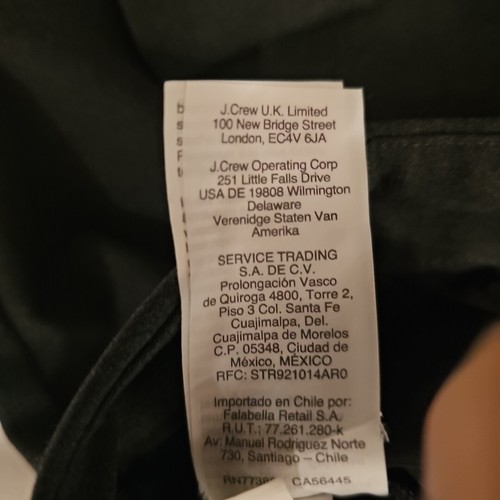 J.Crew U.K. Limited
100 New Bridge Street
London, EC4V 6JA
J.Crew Operating Corp
251 Little Falls Drive
USA DE 19808 Wilmington
Delaware
Verenidge Staten Van
Amerika
SERVICE TRADING
S.A. DE C.V.
Prolongación Vasco
de Quiroga 4800, Torre 2,
Piso 3 Col. Santa Fe
Cuajimalpa, Del.
Cuajimalpa de Morelos
C.P. 05348, Ciudad de
México, MÉXICO
RFC: STR921014AR0
Importado en Chile por:
Falabella Retail S.A.
R.U.T.: 77.261.280-k
Av: Manuel Rodriguez Norte
730, Santiago – Chile
CA56445